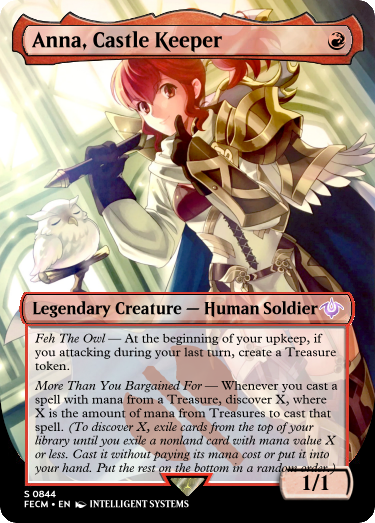 Anna, Castle Keeper
Legendary Creature — Human Soldier
Feh The Owl — At the beginning of your upkeep, if
you attacking during your last turn, create a Treasure
token.
More Than You Bargained For — Whenever you cast a
spell with mana from a Treasure, discover X, where
X is the amount of mana from Treasures to cast that
spell. (To discover X, exile cards from the top of your
library until you exile a nonland card with mana value X
or less. Cast it without paying its mana cost or put it into
your hand. Put the rest on the bottom in a random order.)
1/1
S 0844
FECM • EN INTELLIGENT SYSTEMS